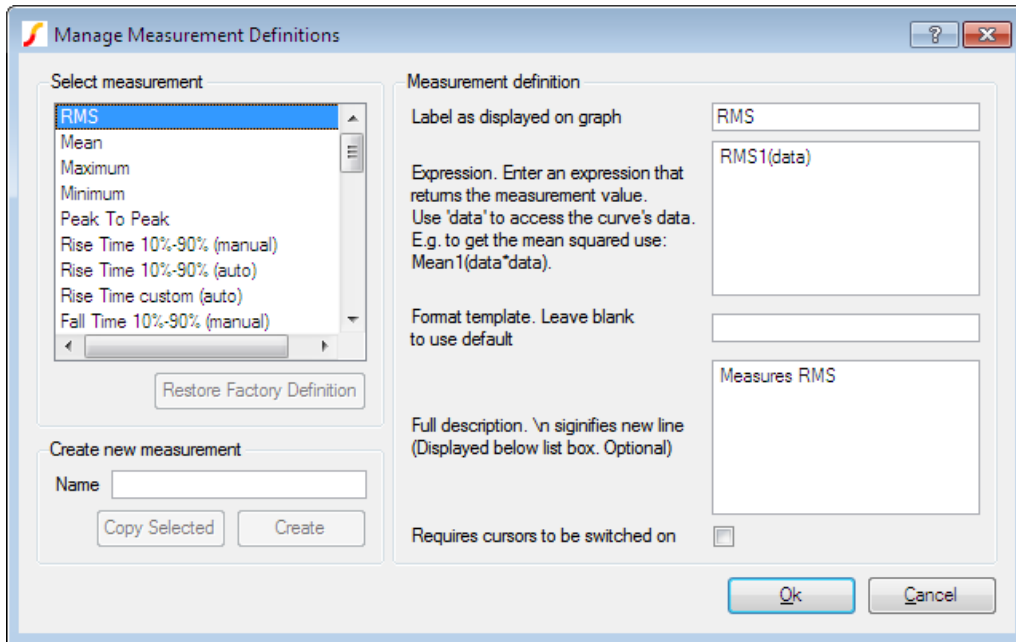 Manage Measurement Definitions
?
Select measurement
RMS
Mean
Maximum
Minimum
Peak To Peak
Rise Time 10%-90% (manual)
Rise Time 10%-90% (auto)
Rise Time custom (auto)
Fall Time 10%-90% (manual)
Restore Factory Definition
Create new measurement
Name
Copy Selected
Create
Measurement definition
Label as displayed on graph
RMS
Expression. Enter an expression that
returns the measurement value.
Use 'data' to access the curve's data.
E.g. to get the mean squared use:
Mean1(data*data).
RMS1(data)
Format template. Leave blank
to use default
Full description. \n siginifies new line
(Displayed below list box. Optional)
Measures RMS
Requires cursors to be switched on
Ok
Cancel